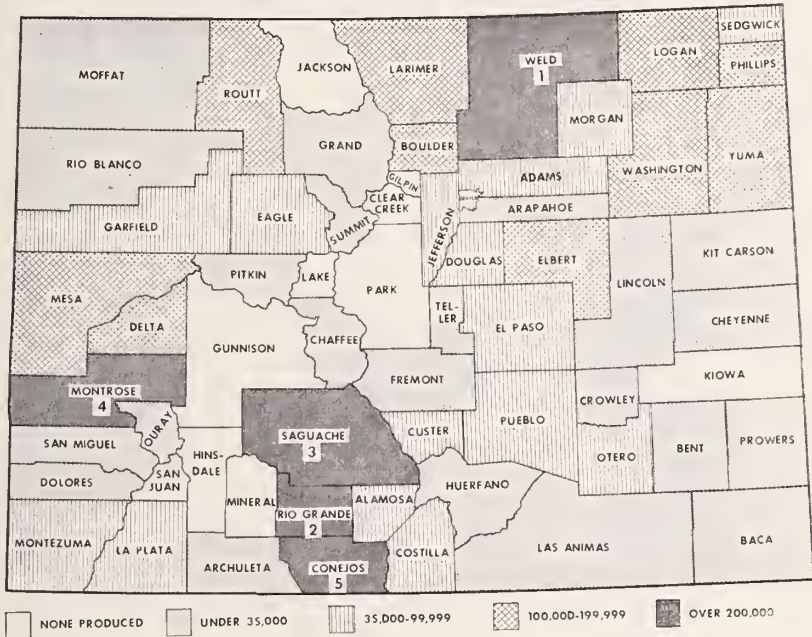 SEDGWICK
MOFFAT
JACKSON
LARIMER
WELD
1
LOGAN
PHILLIPS
ROUTT
MORGAN
GRAND
RIO BLANCO
BOULDER
WASHINGTON
YUMA
GILPIN
ADAMS
CLEAR
CREEK
ARAPAHOE
GARFIELD
EAGLE
SUMMIT
JEFFERSON
DOUGLAS
ELBERT
KIT CARSON
PITKIN
LAKE
LINCOLN
MESA
PARK
TEL-
LER
DELTA
EL PASO
CHEYENNE
GUNNISON
CHAFFEE
MONTROSE
4
FREMONT
KIOWA
CROWLEY
OURAY
SAGUACHE
3
CUSTER
PUEBLO
SAN MIGUEL
HINS-
DALE
OTERO
BENT
PROWERS
DOLORES
SAN
JUAN
MINERAL
RIO GRANDE
2
ALAMOSA
HUERFANO
MONTEZUMA
LA PLATA
ARCHULETA
CONEJOS
5
COSTILLA
LAS ANIMAS
BACA
NONE PRODUCED
UNDER 35,000
35,000-99,999
100,000-199,999
OVER 200,000